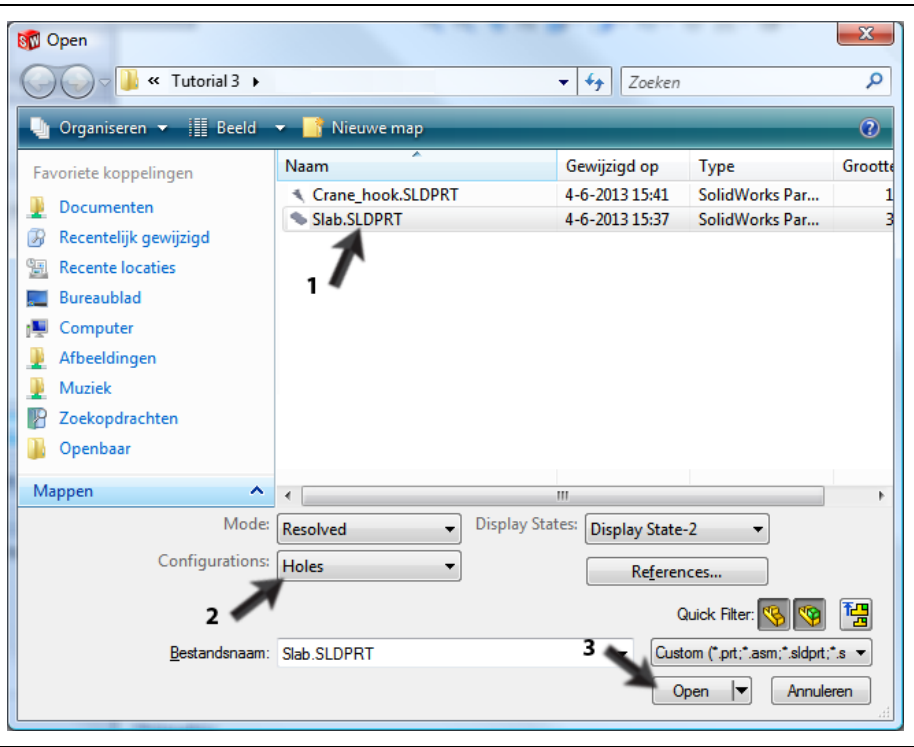 Open
« Tutorial 3
Zoeken
Organiseren Beeld Nieuwe map
Favoriete koppelingen
Documenten
Recentelijk gewijzigd
Recente locaties
Bureaublad
Computer
Afbeeldingen
Muziek
Zoekopdrachten
Openbaar
Mappen
Naam Gewijzigd op Type Grootte
Crane_hook.SLDPRT 4-6-2013 15:41 SolidWorks Par... 1
Slab.SLDPRT 4-6-2013 15:37 SolidWorks Par... 3
1
Mode: Resolved Display States: Display State-2
Configurations: Holes References...
2
Quick Filter:
Bestandsnaam: Slab.SLDPRT 3 Custom (*.prt;*.asm;*.sldprt;*.s
Open Annuleren